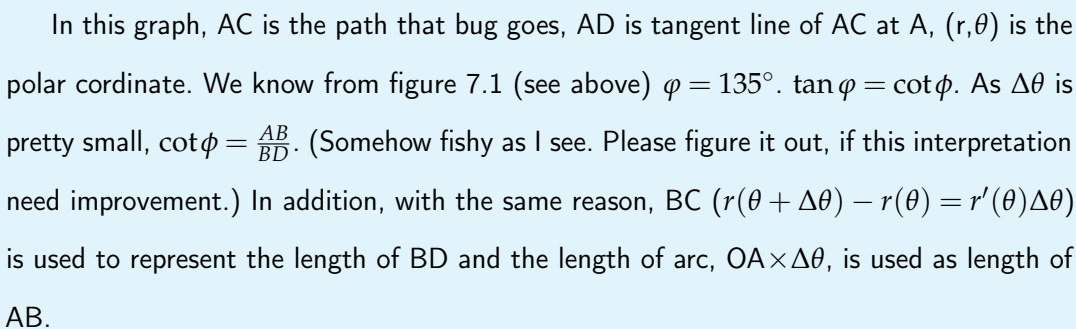 In this graph, AC is the path that bug goes, AD is tangent line of AC at A, (r,θ) is the
polar cordinate. We know from figure 7.1 (see above) φ = 135°. tan φ = cot ϕ. As Δθ is
pretty small, cot ϕ = AB/BD. (Somehow fishy as I see. Please figure it out, if this interpretation
need improvement.) In addition, with the same reason, BC (r(θ + Δθ) − r(θ) = r′(θ)Δθ)
is used to represent the length of BD and the length of arc, OA×Δθ, is used as length of
AB.